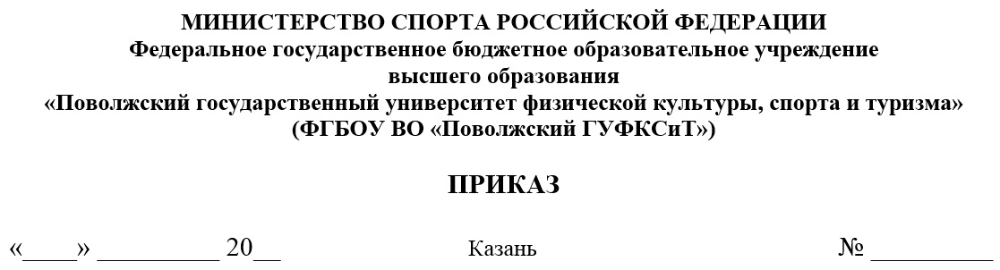 МИНИСТЕРСТВО СПОРТА РОССИЙСКОЙ ФЕДЕРАЦИИ
Федеральное государственное бюджетное образовательное учреждение
высшего образования
«Поволжский государственный университет физической культуры, спорта и туризма»
(ФГБОУ ВО «Поволжский ГУФКСиТ»)
ПРИКАЗ
«____» _________ 20__ Казань № _________